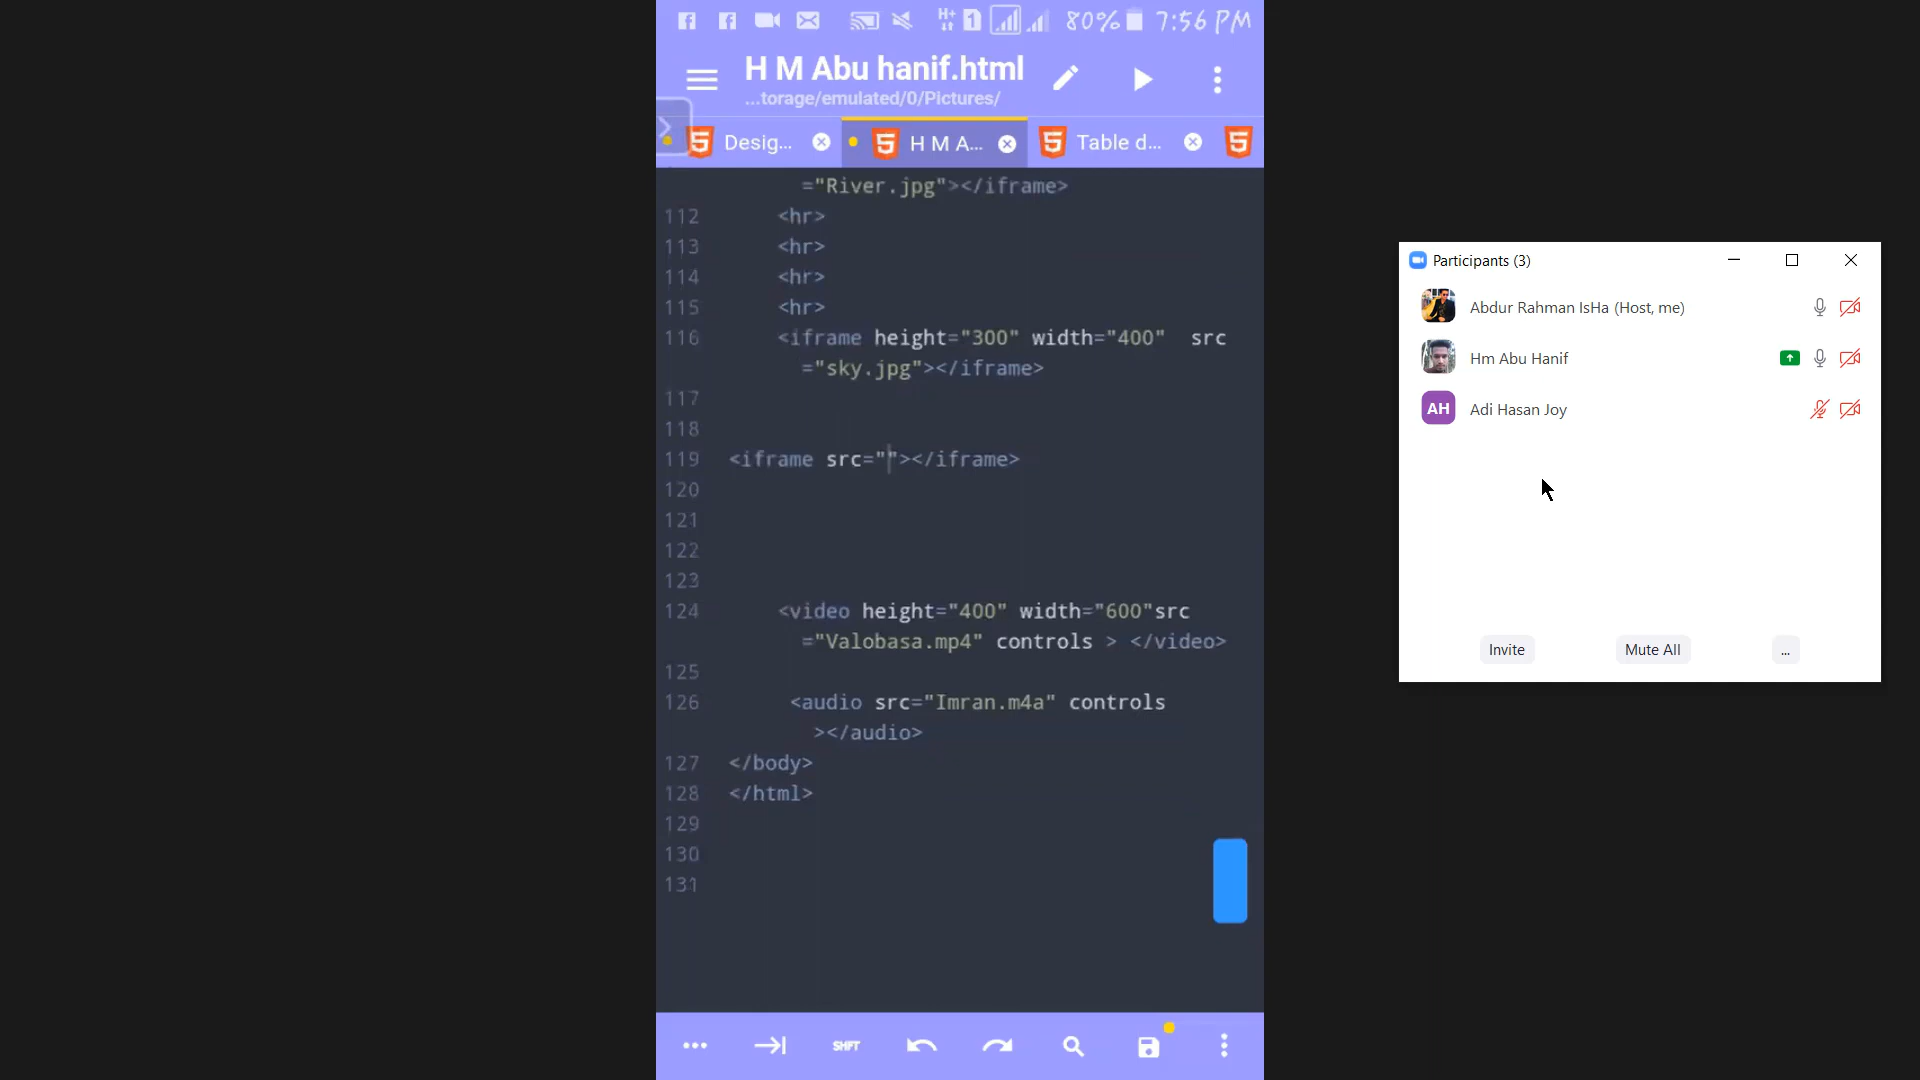 H+ 1 80% 7:56 PM
H M Abu hanif.html
...torage/emulated/0/Pictures/
Desig... H M A... Table d...
="River.jpg"></iframe>
112 <hr>
113 <hr>
114 <hr>
115 <hr>
116 <iframe height="300" width="400" src
="sky.jpg"></iframe>
117
118
119 <iframe src=""></iframe>
120
121
122
123
124 <video height="400" width="600"src
="Valobasa.mp4" controls > </video>
125
126 <audio src="Imran.m4a" controls
></audio>
127 </body>
128 </html>
129
130
131
SHFT
Participants (3)
Abdur Rahman IsHa (Host, me)
Hm Abu Hanif
AH Adi Hasan Joy
Invite Mute All ...